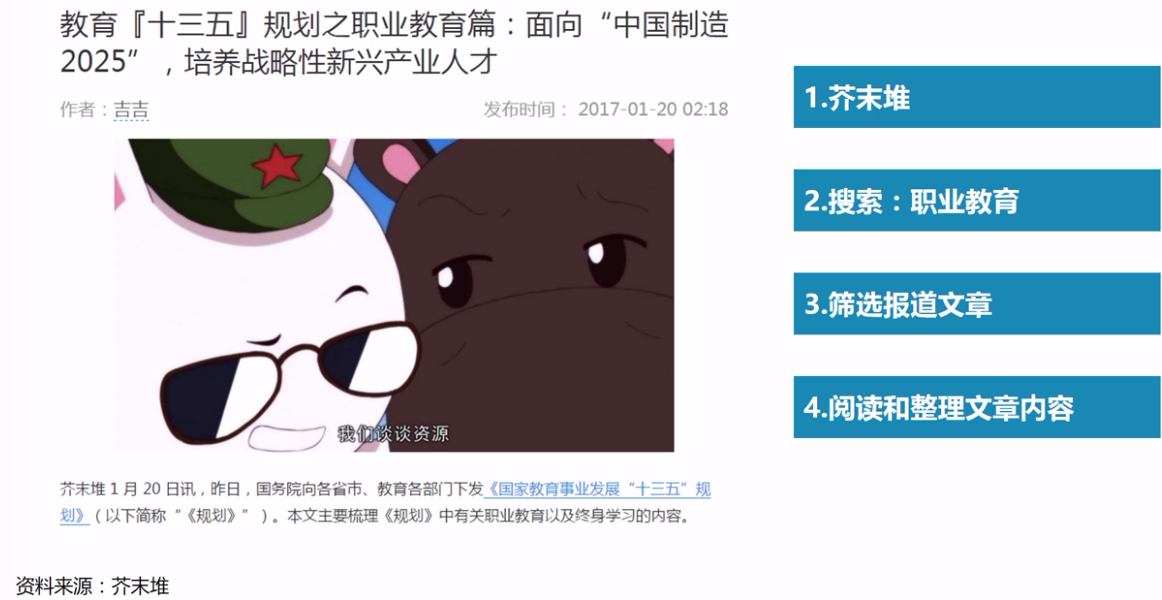 教育『十三五』规划之职业教育篇：面向“中国制造
2025”，培养战略性新兴产业人才
作者：吉吉
发布时间： 2017-01-20 02:18
我们谈谈资源
芥末堆 1 月 20 日讯，昨日，国务院向各省市、教育各部门下发《国家教育事业发展“十三五”规
划》（以下简称“《规划》”）。本文主要梳理《规划》中有关职业教育以及终身学习的内容。
1.芥末堆
2.搜索：职业教育
3.筛选报道文章
4.阅读和整理文章内容
资料来源：芥末堆